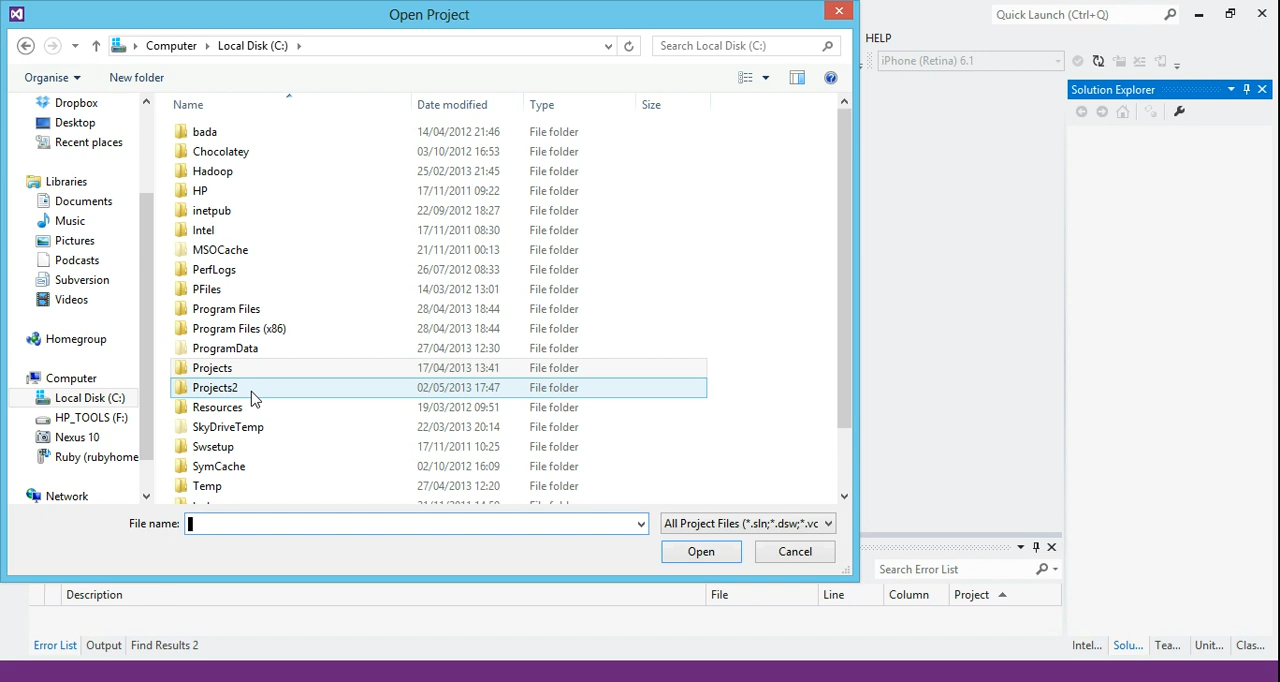 Open Project
Quick Launch (Ctrl+Q)
HELP
Computer
Local Disk (C:)
Search Local Disk (C:)
iPhone (Retina) 6.1
Organise
New folder
Solution Explorer
Name
Date modified
Type
Size
Dropbox
Desktop
Recent places
Libraries
Documents
Music
Pictures
Podcasts
Subversion
Videos
Homegroup
Computer
Local Disk (C:)
HP_TOOLS (F:)
Nexus 10
Ruby (rubyhome
Network
bada 14/04/2012 21:46 File folder
Chocolatey 03/10/2012 16:53 File folder
Hadoop 25/02/2013 21:45 File folder
HP 17/11/2011 09:22 File folder
inetpub 22/09/2012 18:27 File folder
Intel 17/11/2011 08:30 File folder
MSOCache 21/11/2011 00:13 File folder
PerfLogs 26/07/2012 08:33 File folder
PFiles 14/03/2012 13:01 File folder
Program Files 28/04/2013 18:44 File folder
Program Files (x86) 28/04/2013 18:44 File folder
ProgramData 27/04/2013 12:30 File folder
Projects 17/04/2013 13:41 File folder
Projects2 02/05/2013 17:47 File folder
Resources 19/03/2012 09:51 File folder
SkyDriveTemp 22/03/2013 20:14 File folder
Swsetup 17/11/2011 10:25 File folder
SymCache 02/10/2012 16:09 File folder
Temp 27/04/2013 12:20 File folder
File name:
All Project Files (*.sln;*.dsw;*.vc
Open
Cancel
Search Error List
Description
File
Line
Column
Project
Error List
Output
Find Results 2
Intel...
Solu...
Tea...
Unit...
Clas...